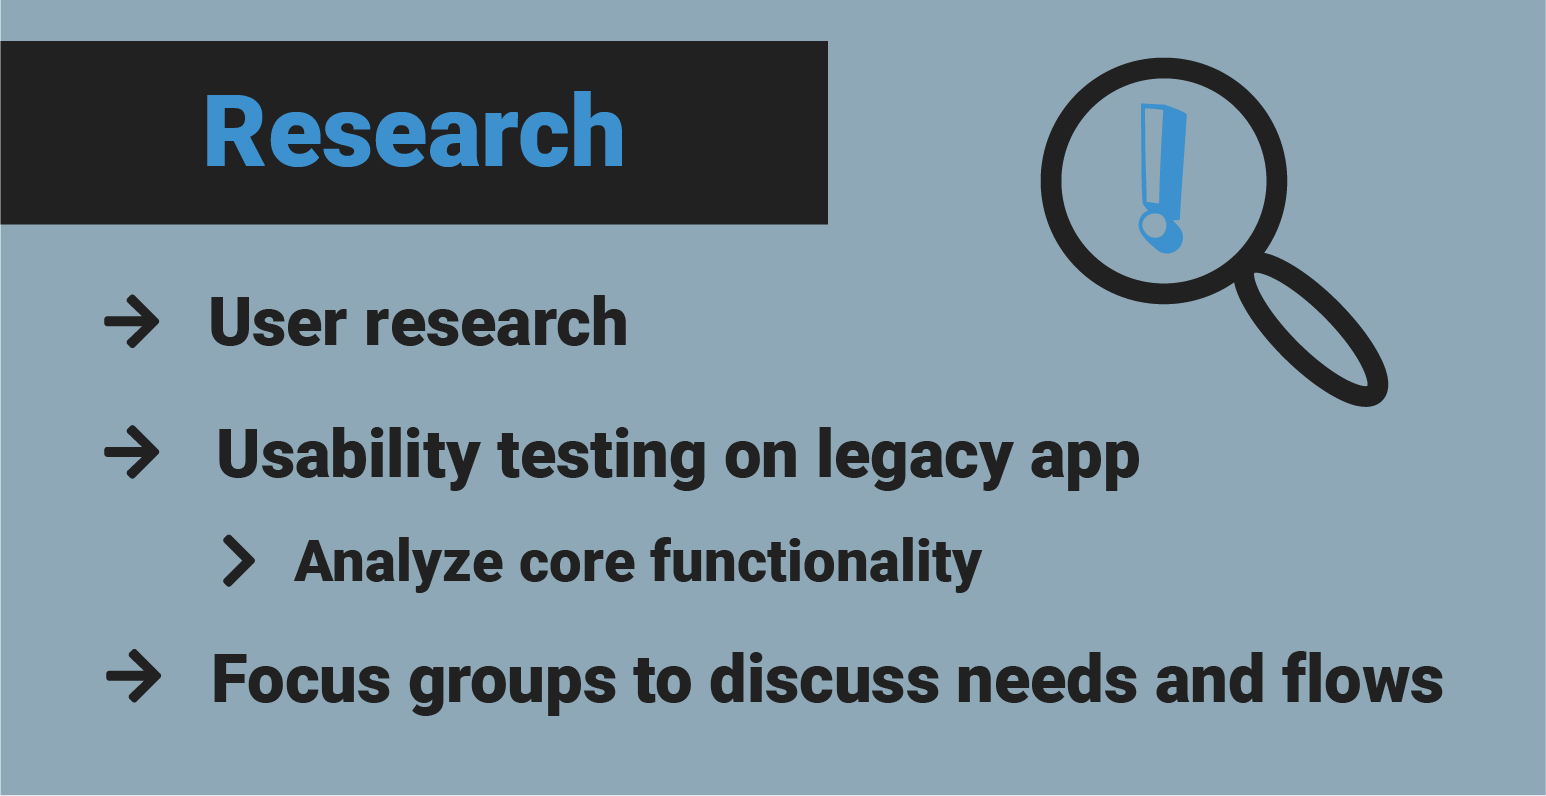 Research
!
User research
Usability testing on legacy app
Analyze core functionality
Focus groups to discuss needs and flows